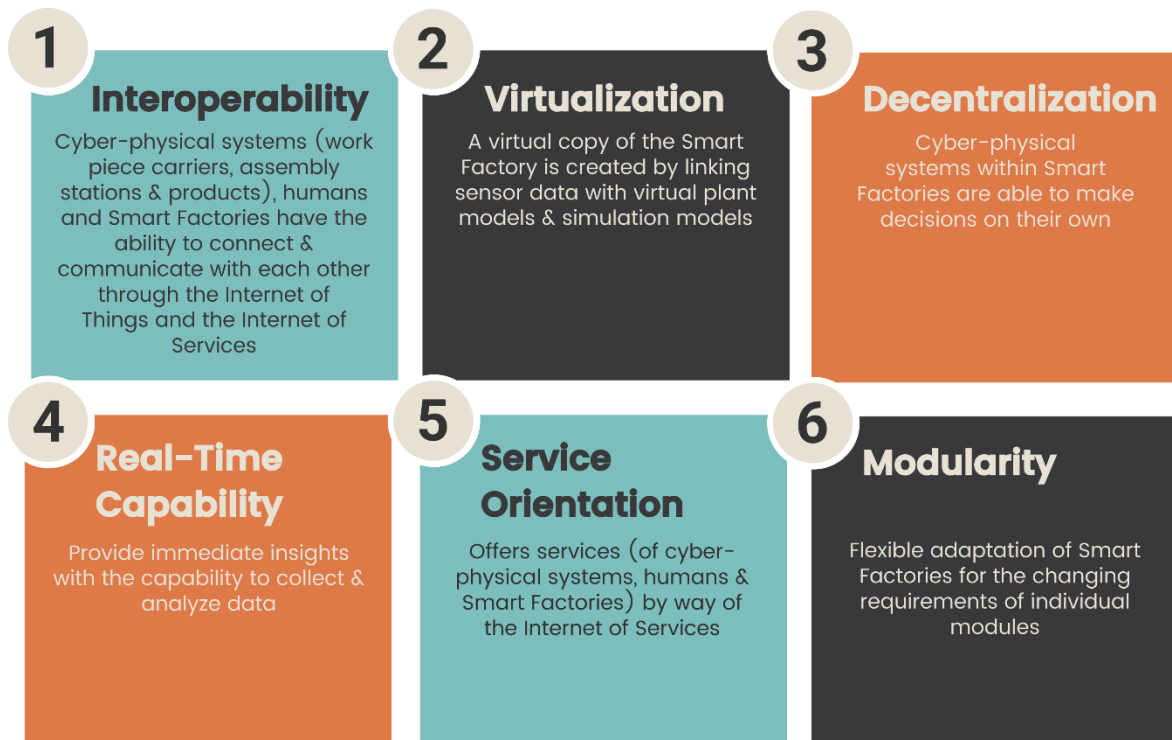 1
Interoperability
Cyber-physical systems (work
piece carriers, assembly
stations & products), humans
and Smart Factories have the
ability to connect &
communicate with each other
through the Internet of
Things and the Internet of
Services
2
Virtualization
A virtual copy of the Smart
Factory is created by linking
sensor data with virtual plant
models & simulation models
3
Decentralization
Cyber-physical
systems within Smart
Factories are able to make
decisions on their own
4
Real-Time
Capability
Provide immediate insights
with the capability to collect &
analyze data
5
Service
Orientation
Offers services (of cyber-
physical systems, humans &
Smart Factories) by way of
the Internet of Services
6
Modularity
Flexible adaptation of Smart
Factories for the changing
requirements of individual
modules